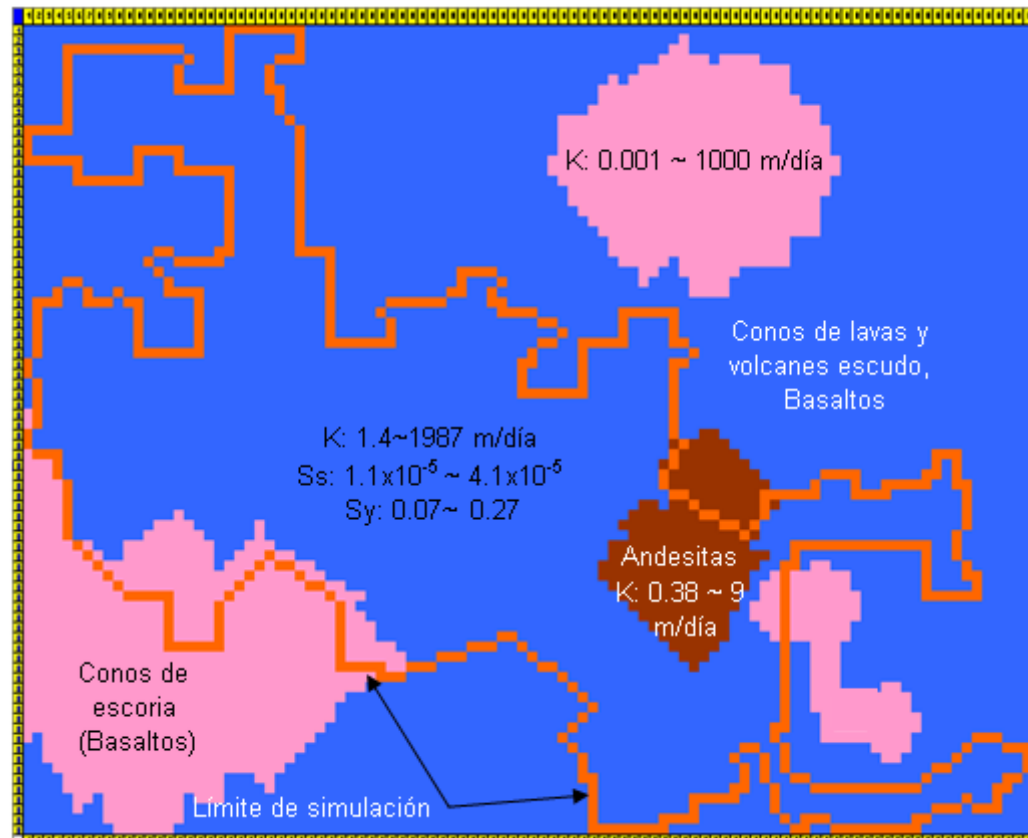 K: 0.001 ~ 1000 m/día
Conos de lavas y
volcanes escudo,
Basaltos
K: 1.4~1987 m/día
Ss: 1.1x10⁻⁵ ~ 4.1x10⁻⁵
Sy: 0.07~ 0.27
Andesitas
K: 0.38 ~ 9
m/día
Conos de
escoria
(Basaltos)
Límite de simulación